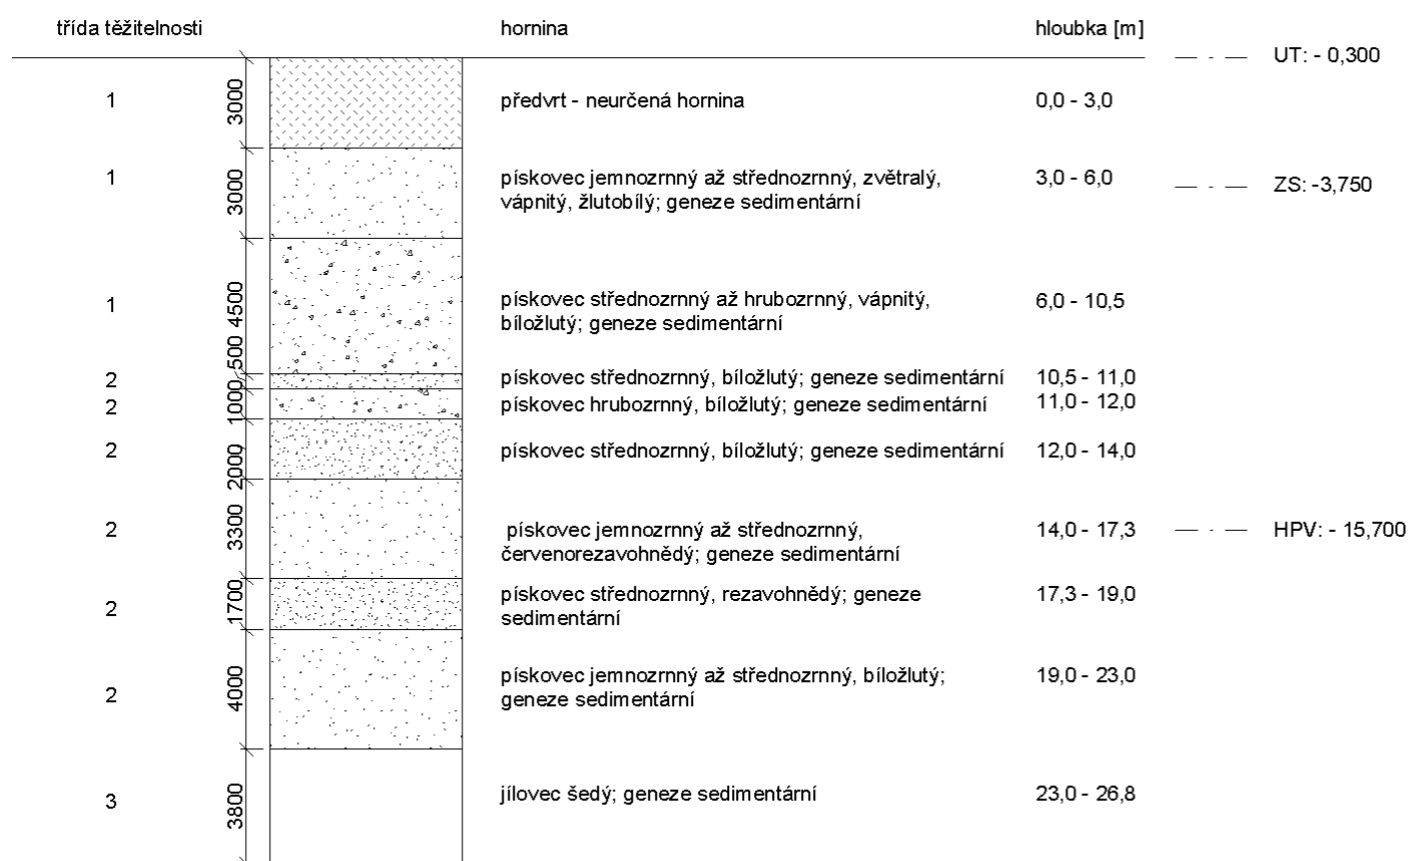 třída těžitelnosti hornina hloubka [m]
UT: - 0,300
1 3000 předvrt - neurčená hornina 0,0 - 3,0
1 3000 pískovec jemnozrnný až střednozrnný, zvětralý, 3,0 - 6,0 ZS: -3,750
vápnitý, žlutobílý; geneze sedimentární
1 4500 pískovec střednozrnný až hrubozrnný, vápnitý, 6,0 - 10,5
bíložlutý; geneze sedimentární
2 500 pískovec střednozrnný, bíložlutý; geneze sedimentární 10,5 - 11,0
2 1000 pískovec hrubozrnný, bíložlutý; geneze sedimentární 11,0 - 12,0
2 2000 pískovec střednozrnný, bíložlutý; geneze sedimentární 12,0 - 14,0
2 3300 pískovec jemnozrnný až střednozrnný, 14,0 - 17,3 HPV: - 15,700
červenorezavohnědý; geneze sedimentární
2 1700 pískovec střednozrnný, rezavohnědý; geneze 17,3 - 19,0
sedimentární
2 4000 pískovec jemnozrnný až střednozrnný, bíložlutý; 19,0 - 23,0
geneze sedimentární
3 3800 jílovec šedý; geneze sedimentární 23,0 - 26,8